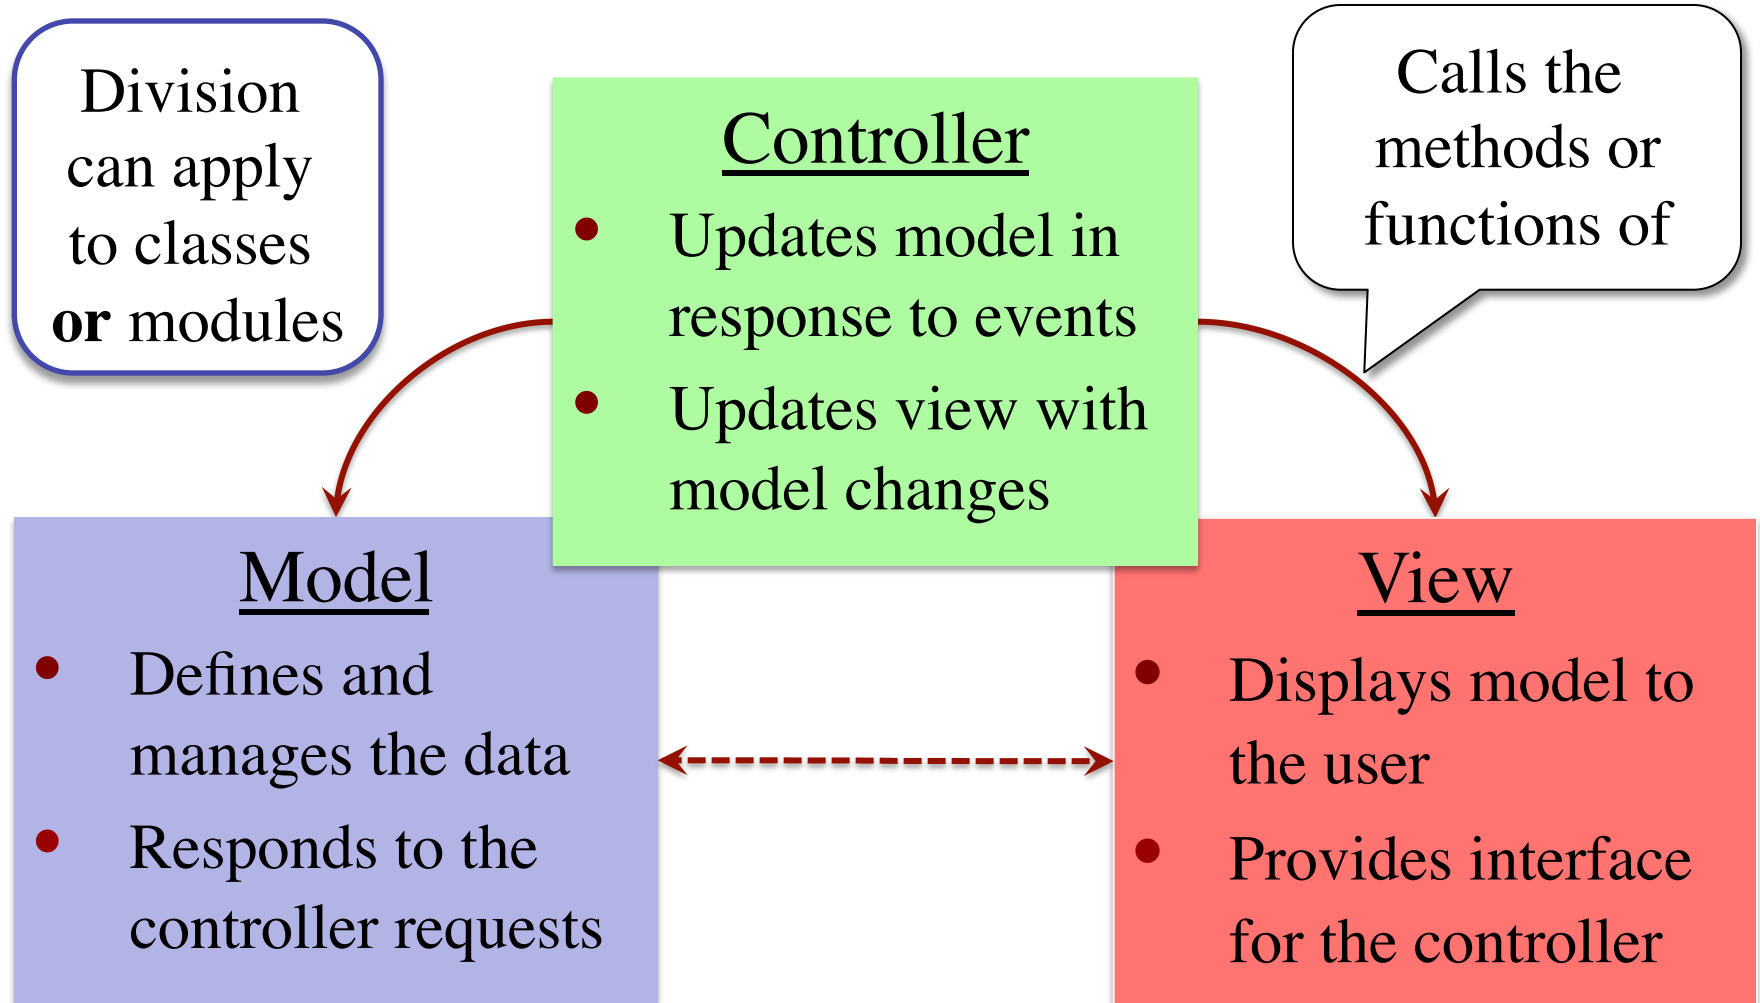 Division
can apply
to classes
or modules
Controller
• Updates model in
response to events
• Updates view with
model changes
Calls the
methods or
functions of
Model
• Defines and
manages the data
• Responds to the
controller requests
View
• Displays model to
the user
• Provides interface
for the controller